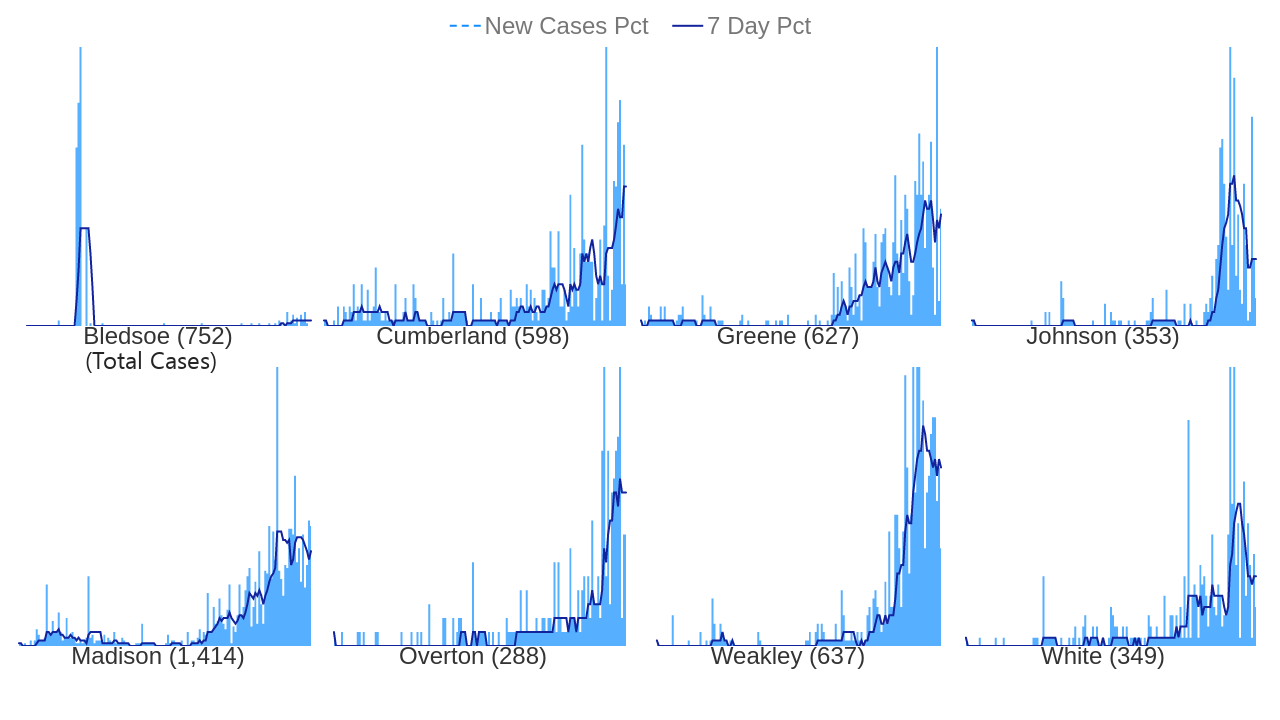 New Cases Pct 7 Day Pct
Bledsoe (752) Cumberland (598) Greene (627) Johnson (353)
(Total Cases)
Madison (1,414) Overton (288) Weakley (637) White (349)